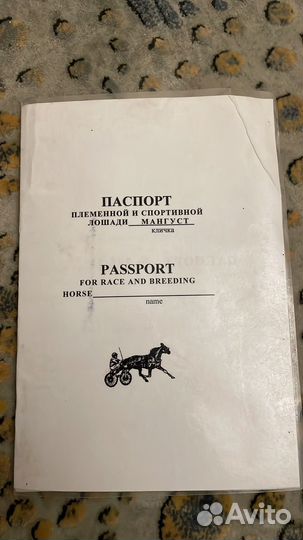 ПАСПОРТ
ПЛЕМЕННОЙ И СПОРТИВНОЙ
ЛОШАДИ МАНГУСТ
кличка
PASSPORT
FOR RACE AND BREEDING
HORSE
name
Avito